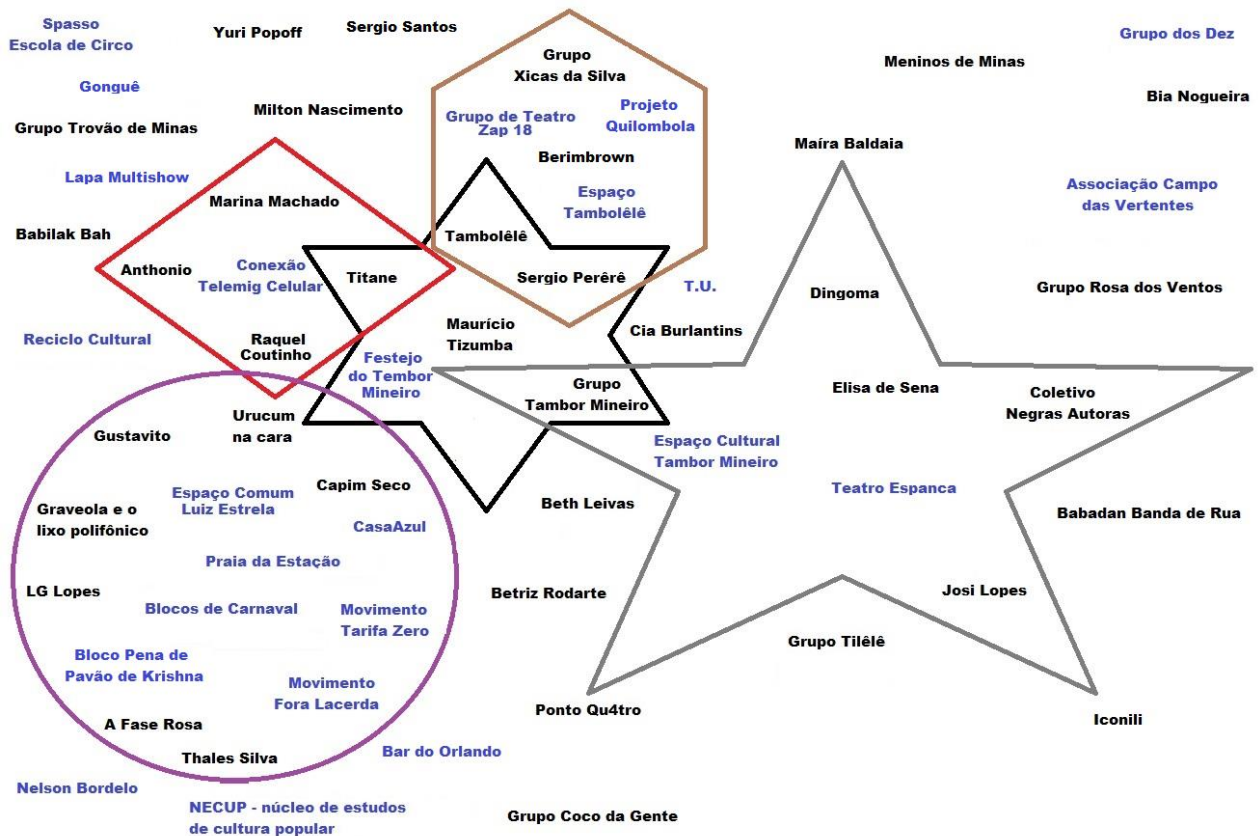 Spasso
Escola de Circo
Yuri Popoff
Sergio Santos
Gonguê
Milton Nascimento
Grupo Trovão de Minas
Lapa Multishow
Marina Machado
Babilak Bah
Anthonio
Conexão
Telemig Celular
Titane
Reciclo Cultural
Raquel
Coutinho
Grupo
Xicas da Silva
Grupo de Teatro
Zap 18
Projeto
Quilombola
Berimbrown
Espaço
Tambolêlê
Tambolêlê
Sergio Perêrê
T.U.
Maurício
Tizumba
Cia Burlantins
Festejo
do Tembor
Mineiro
Grupo
Tambor Mineiro
Meninos de Minas
Grupo dos Dez
Bia Nogueira
Maíra Baldaia
Associação Campo
das Vertentes
Dingoma
Grupo Rosa dos Ventos
Elisa de Sena
Coletivo
Negras Autoras
Espaço Cultural
Tambor Mineiro
Teatro Espanca
Babadan Banda de Rua
Josi Lopes
Grupo Tilêlê
Ponto Qu4tro
Iconili
Urucum
na cara
Gustavito
Capim Seco
Espaço Comum
Luiz Estrela
Graveola e o
lixo polifônico
CasaAzul
Beth Leivas
Praia da Estação
LG Lopes
Blocos de Carnaval
Movimento
Tarifa Zero
Betriz Rodarte
Bloco Pena de
Pavão de Krishna
Movimento
Fora Lacerda
A Fase Rosa
Thales Silva
Bar do Orlando
Nelson Bordelo
NECUP - núcleo de estudos
de cultura popular
Grupo Coco da Gente